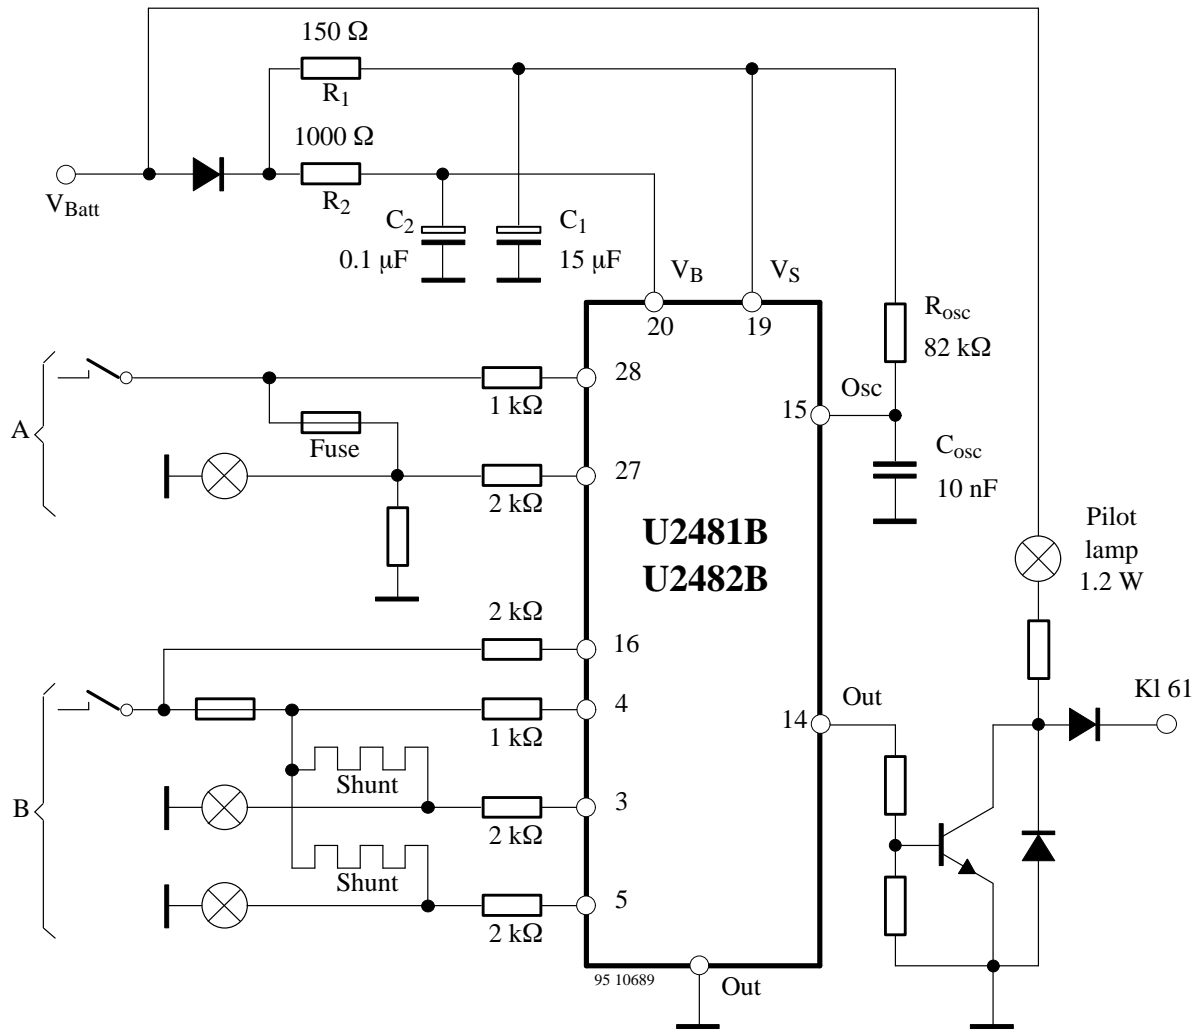 150 Ω
R1
1000 Ω
R2
VBatt
C2
0.1 µF
C1
15 µF
VB
VS
20
19
Rosc
82 kΩ
A
28
1 kΩ
Fuse
27
2 kΩ
Osc
15
Cosc
10 nF
U2481B
U2482B
Pilot
lamp
1.2 W
2 kΩ
16
B
4
1 kΩ
Shunt
3
2 kΩ
Shunt
5
2 kΩ
Out
14
Kl 61
95 10689
Out